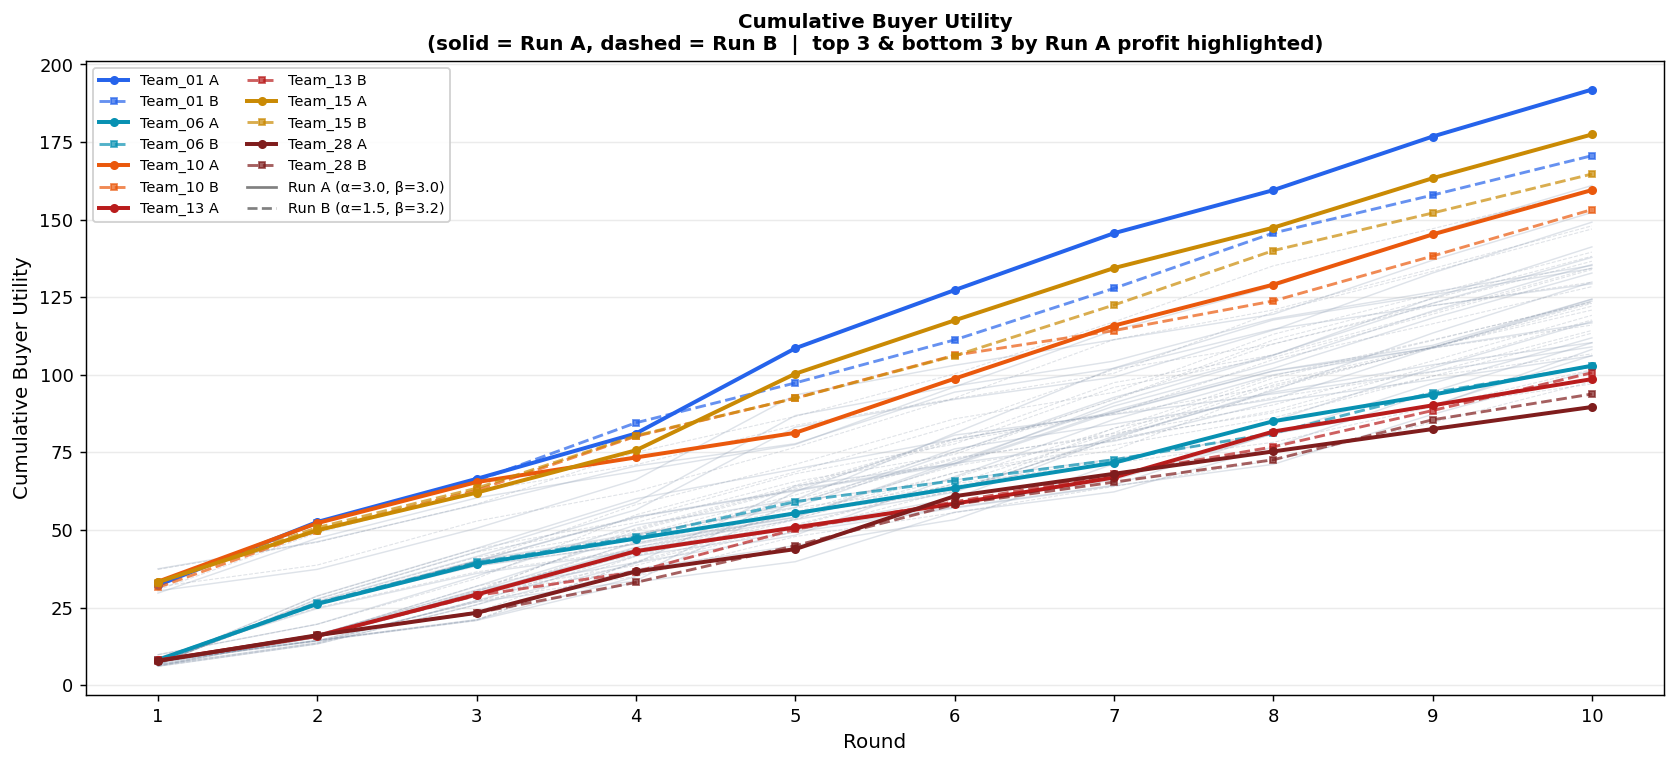 Cumulative Buyer Utility
(solid = Run A, dashed = Run B | top 3 & bottom 3 by Run A profit highlighted)
Team_01 A
Team_01 B
Team_06 A
Team_06 B
Team_10 A
Team_10 B
Team_13 A
Team_13 B
Team_15 A
Team_15 B
Team_28 A
Team_28 B
Run A (α=3.0, β=3.0)
Run B (α=1.5, β=3.2)
Cumulative Buyer Utility
200
175
150
125
100
75
50
25
0
1 2 3 4 5 6 7 8 9 10
Round